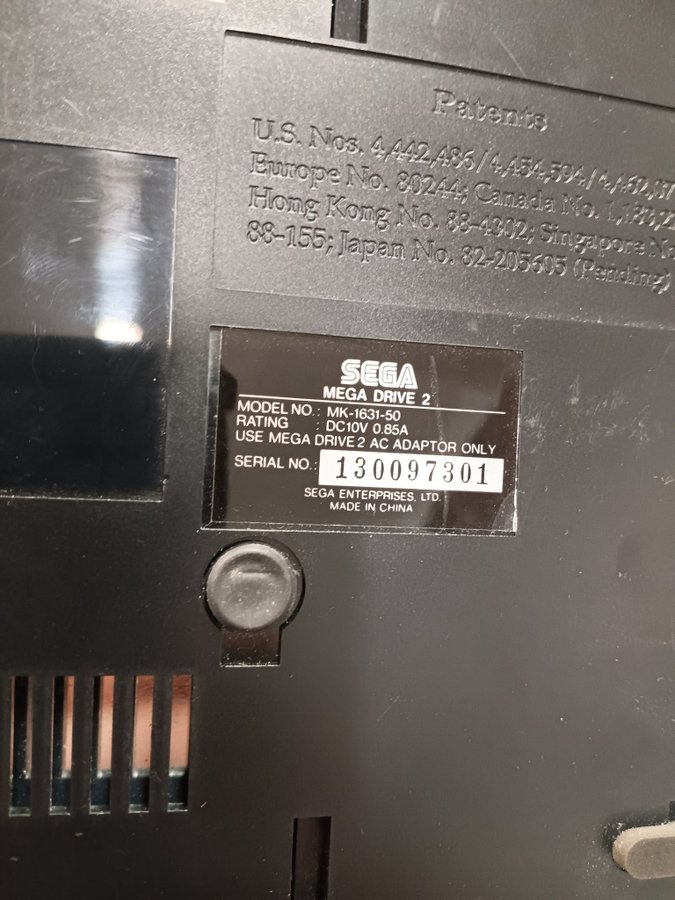 Patents
U.S. Nos. 4,442,486/4,454,594/4,462,
Europe No. 80244; Canada No.
Hong Kong No. 88-4302; Singapore
88-155; Japan No. 82-205605 (Pending)
SEGA
MEGA DRIVE 2
MODEL NO. : MK-1631-50
RATING : DC10V 0.85A
USE MEGA DRIVE 2 AC ADAPTOR ONLY
SERIAL NO. : 130097301
SEGA ENTERPRISES, LTD.
MADE IN CHINA